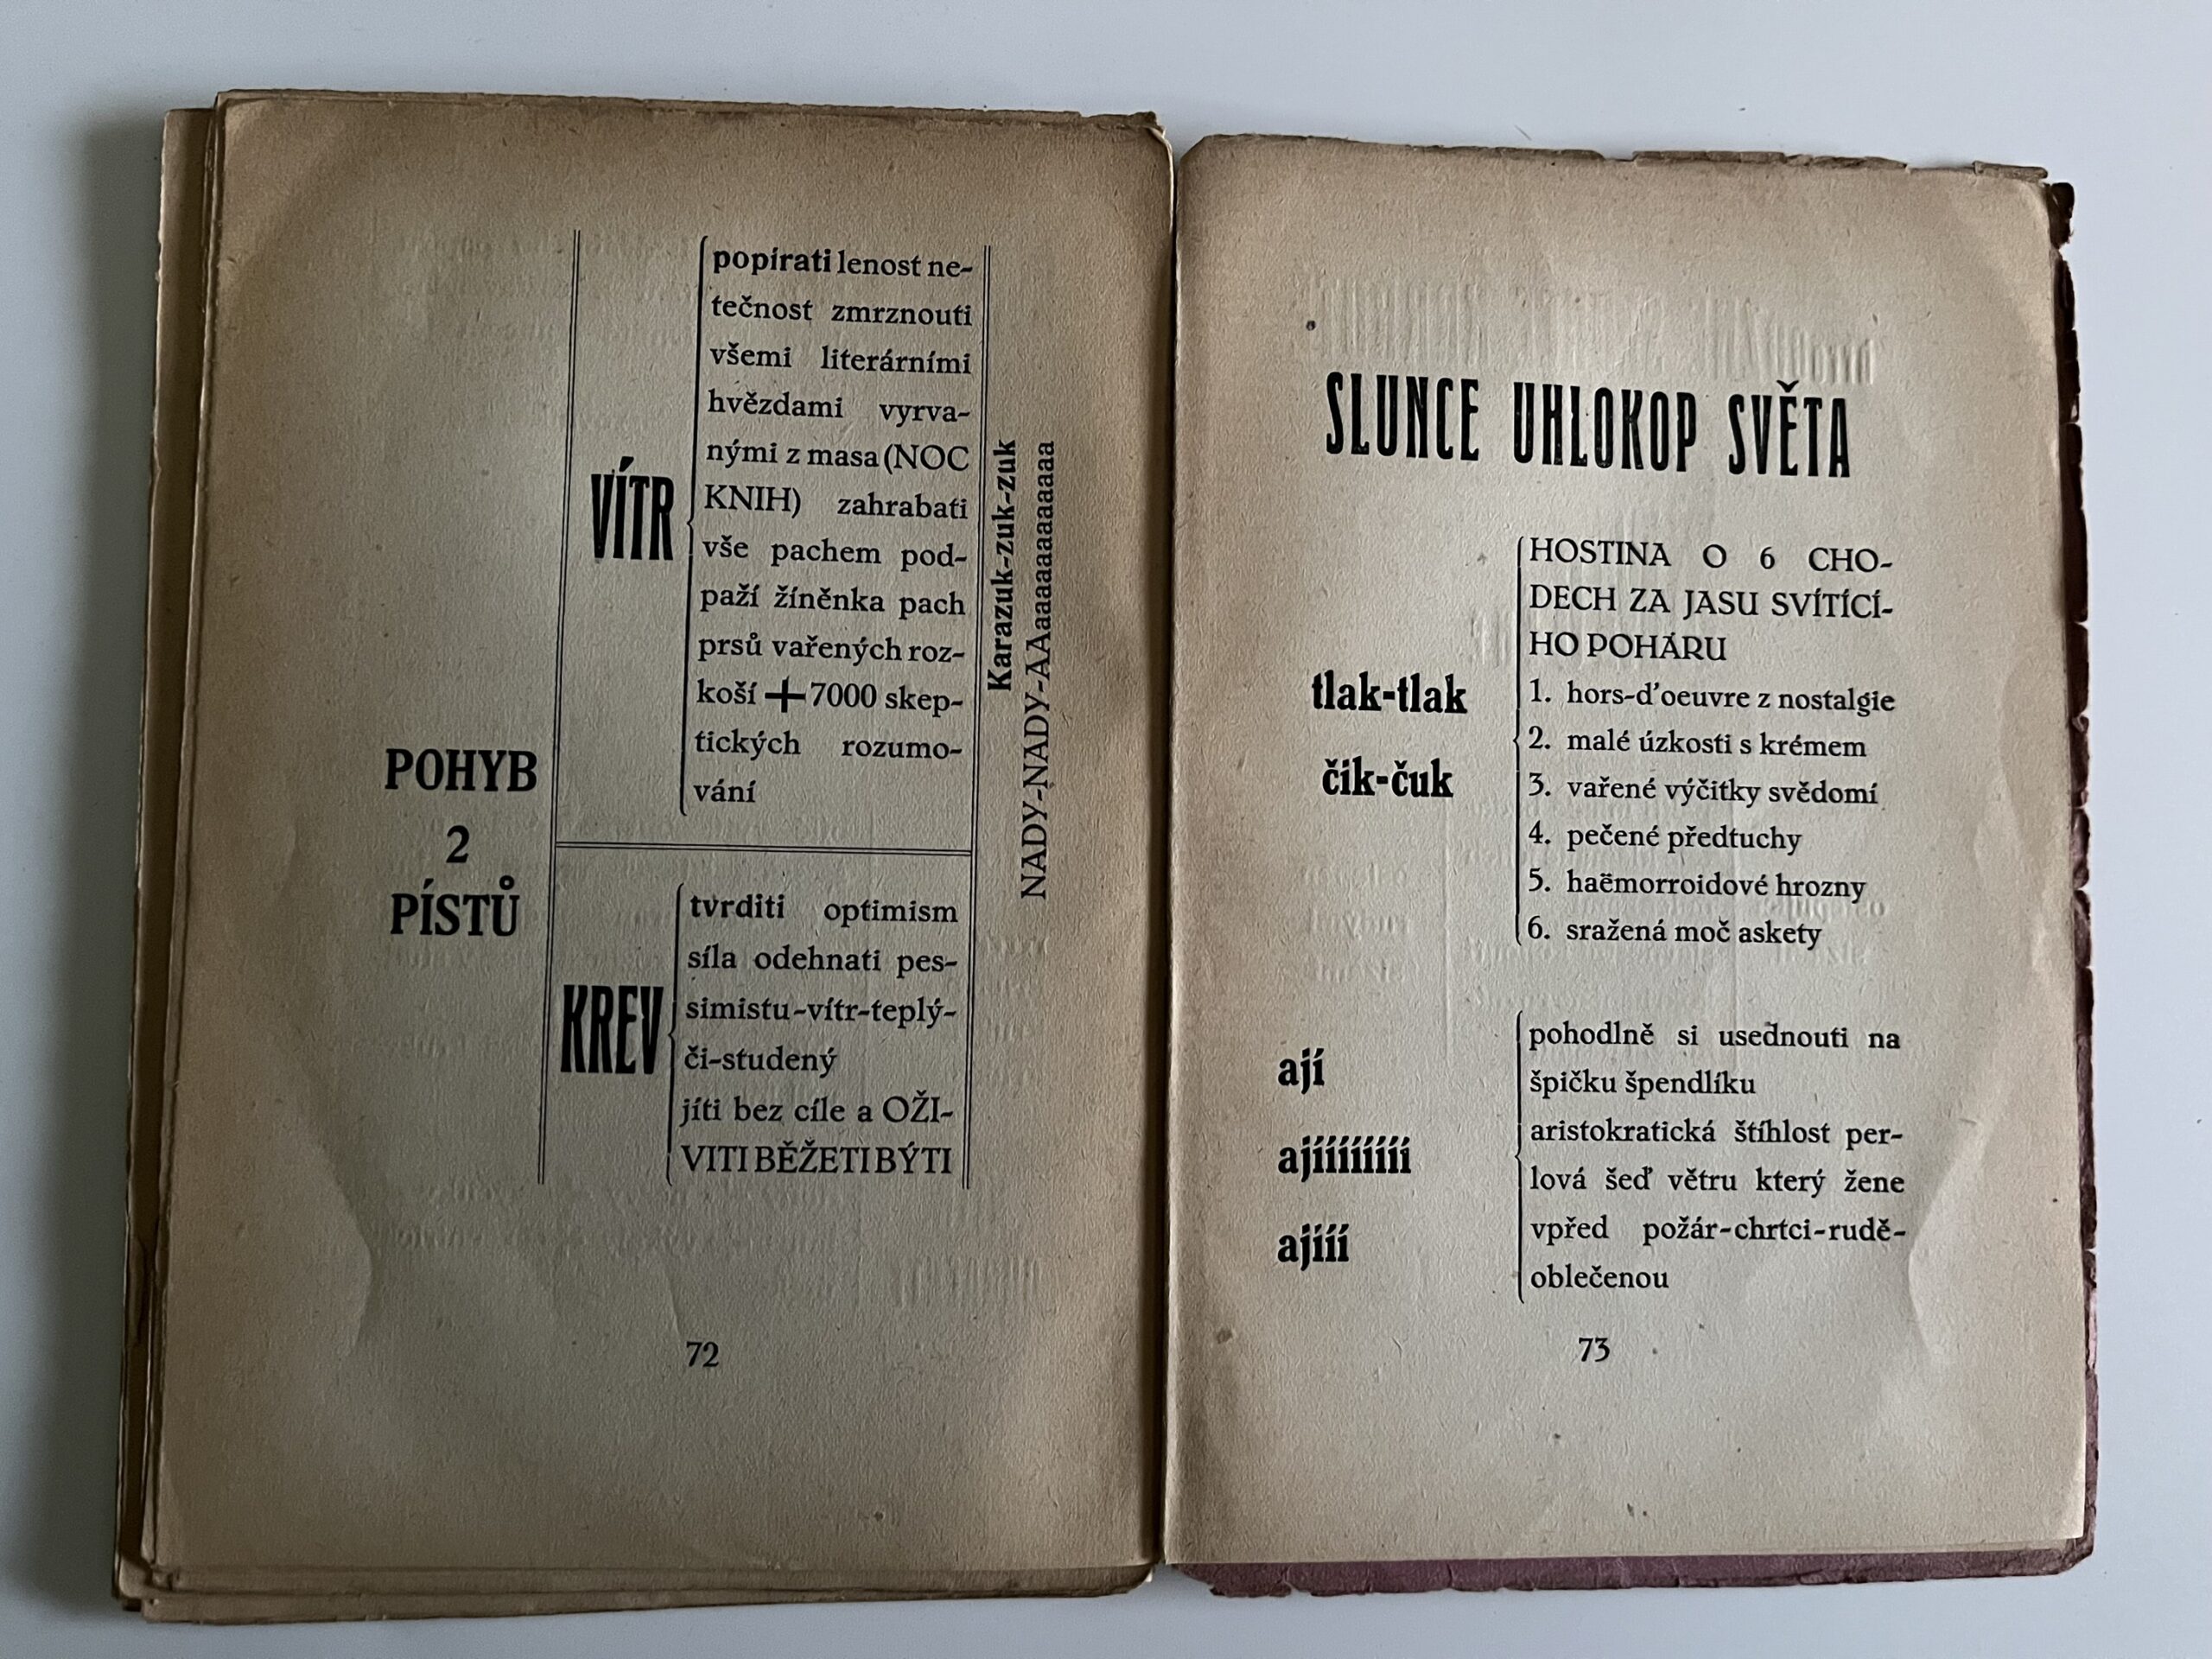 POHYB
2
PÍSTŮ
VÍTR
popírati lenost ne-
tečnost zmrznouti
všemi literárními
hvězdami vyrva-
nými z masa (NOC
KNIH) zahrabati
vše pachem pod-
paží žíněnka pach
prsů vařených roz-
koší + 7000 skep-
tických rozumo-
vání
KREV
tvrditi optimism
síla odehnati pes-
simistu-vítr-teplý-
či-studený
jíti bez cíle a OŽI-
VITI BĚŽETI BÝTI
Karazuk-zuk-zuk
NADY-NADY-AAaaaaaaaaaaa
72
SLUNCE UHLOKOP SVĚTA
tlak-tlak
čik-čuk
HOSTINA O 6 CHO-
DECH ZA JASU SVÍTÍCÍ-
HO POHÁRU
1. hors-d'oeuvre z nostalgie
2. malé úzkosti s krémem
3. vařené výčitky svědomí
4. pečené předtuchy
5. haëmorroidové hrozny
6. sražená moč askety
ají
ajííííííííí
ajííí
pohodlně si usednouti na
špičku špendlíku
aristokratická štíhlost per-
lová šeď větru který žene
vpřed požár-chrtci-rudě-
oblečenou
73